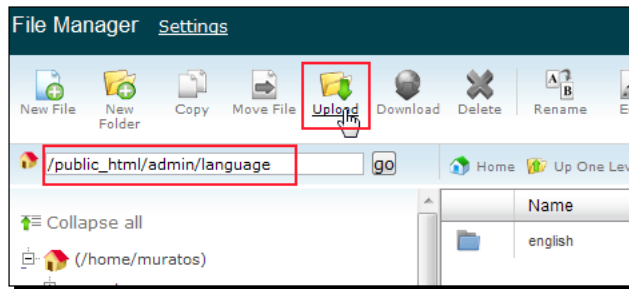 File Manager Settings
New File New Folder Copy Move File Upload Download Delete Rename
/public_html/admin/language go Home Up One
Collapse all Name
(/home/muratos) english